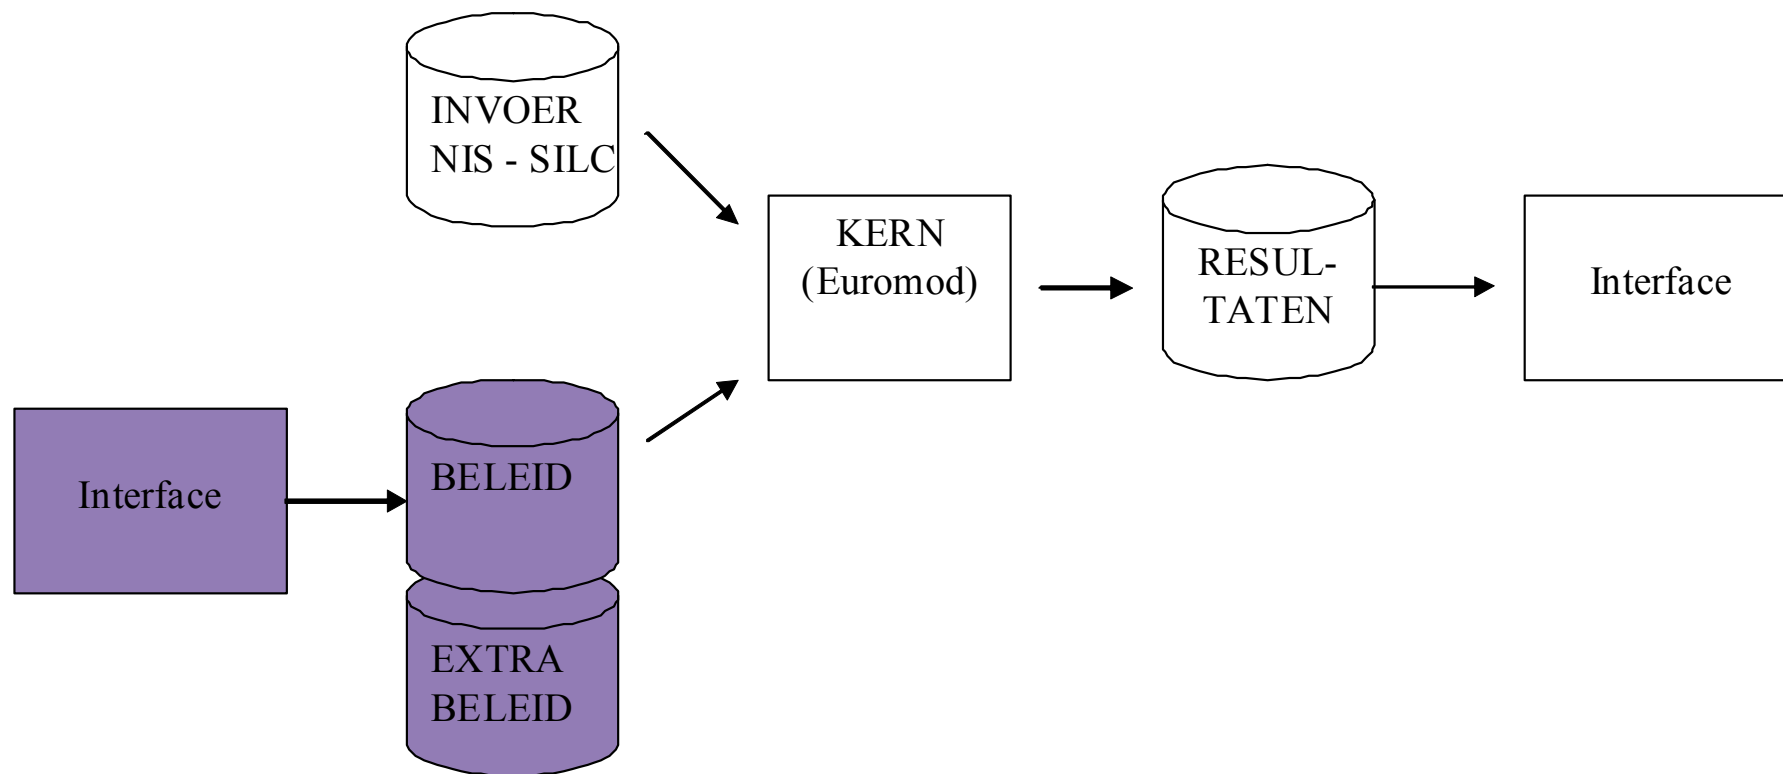 INVOER
NIS - SILC
KERN
(Euromod)
RESUL-
TATEN
Interface
Interface
BELEID
EXTRA
BELEID